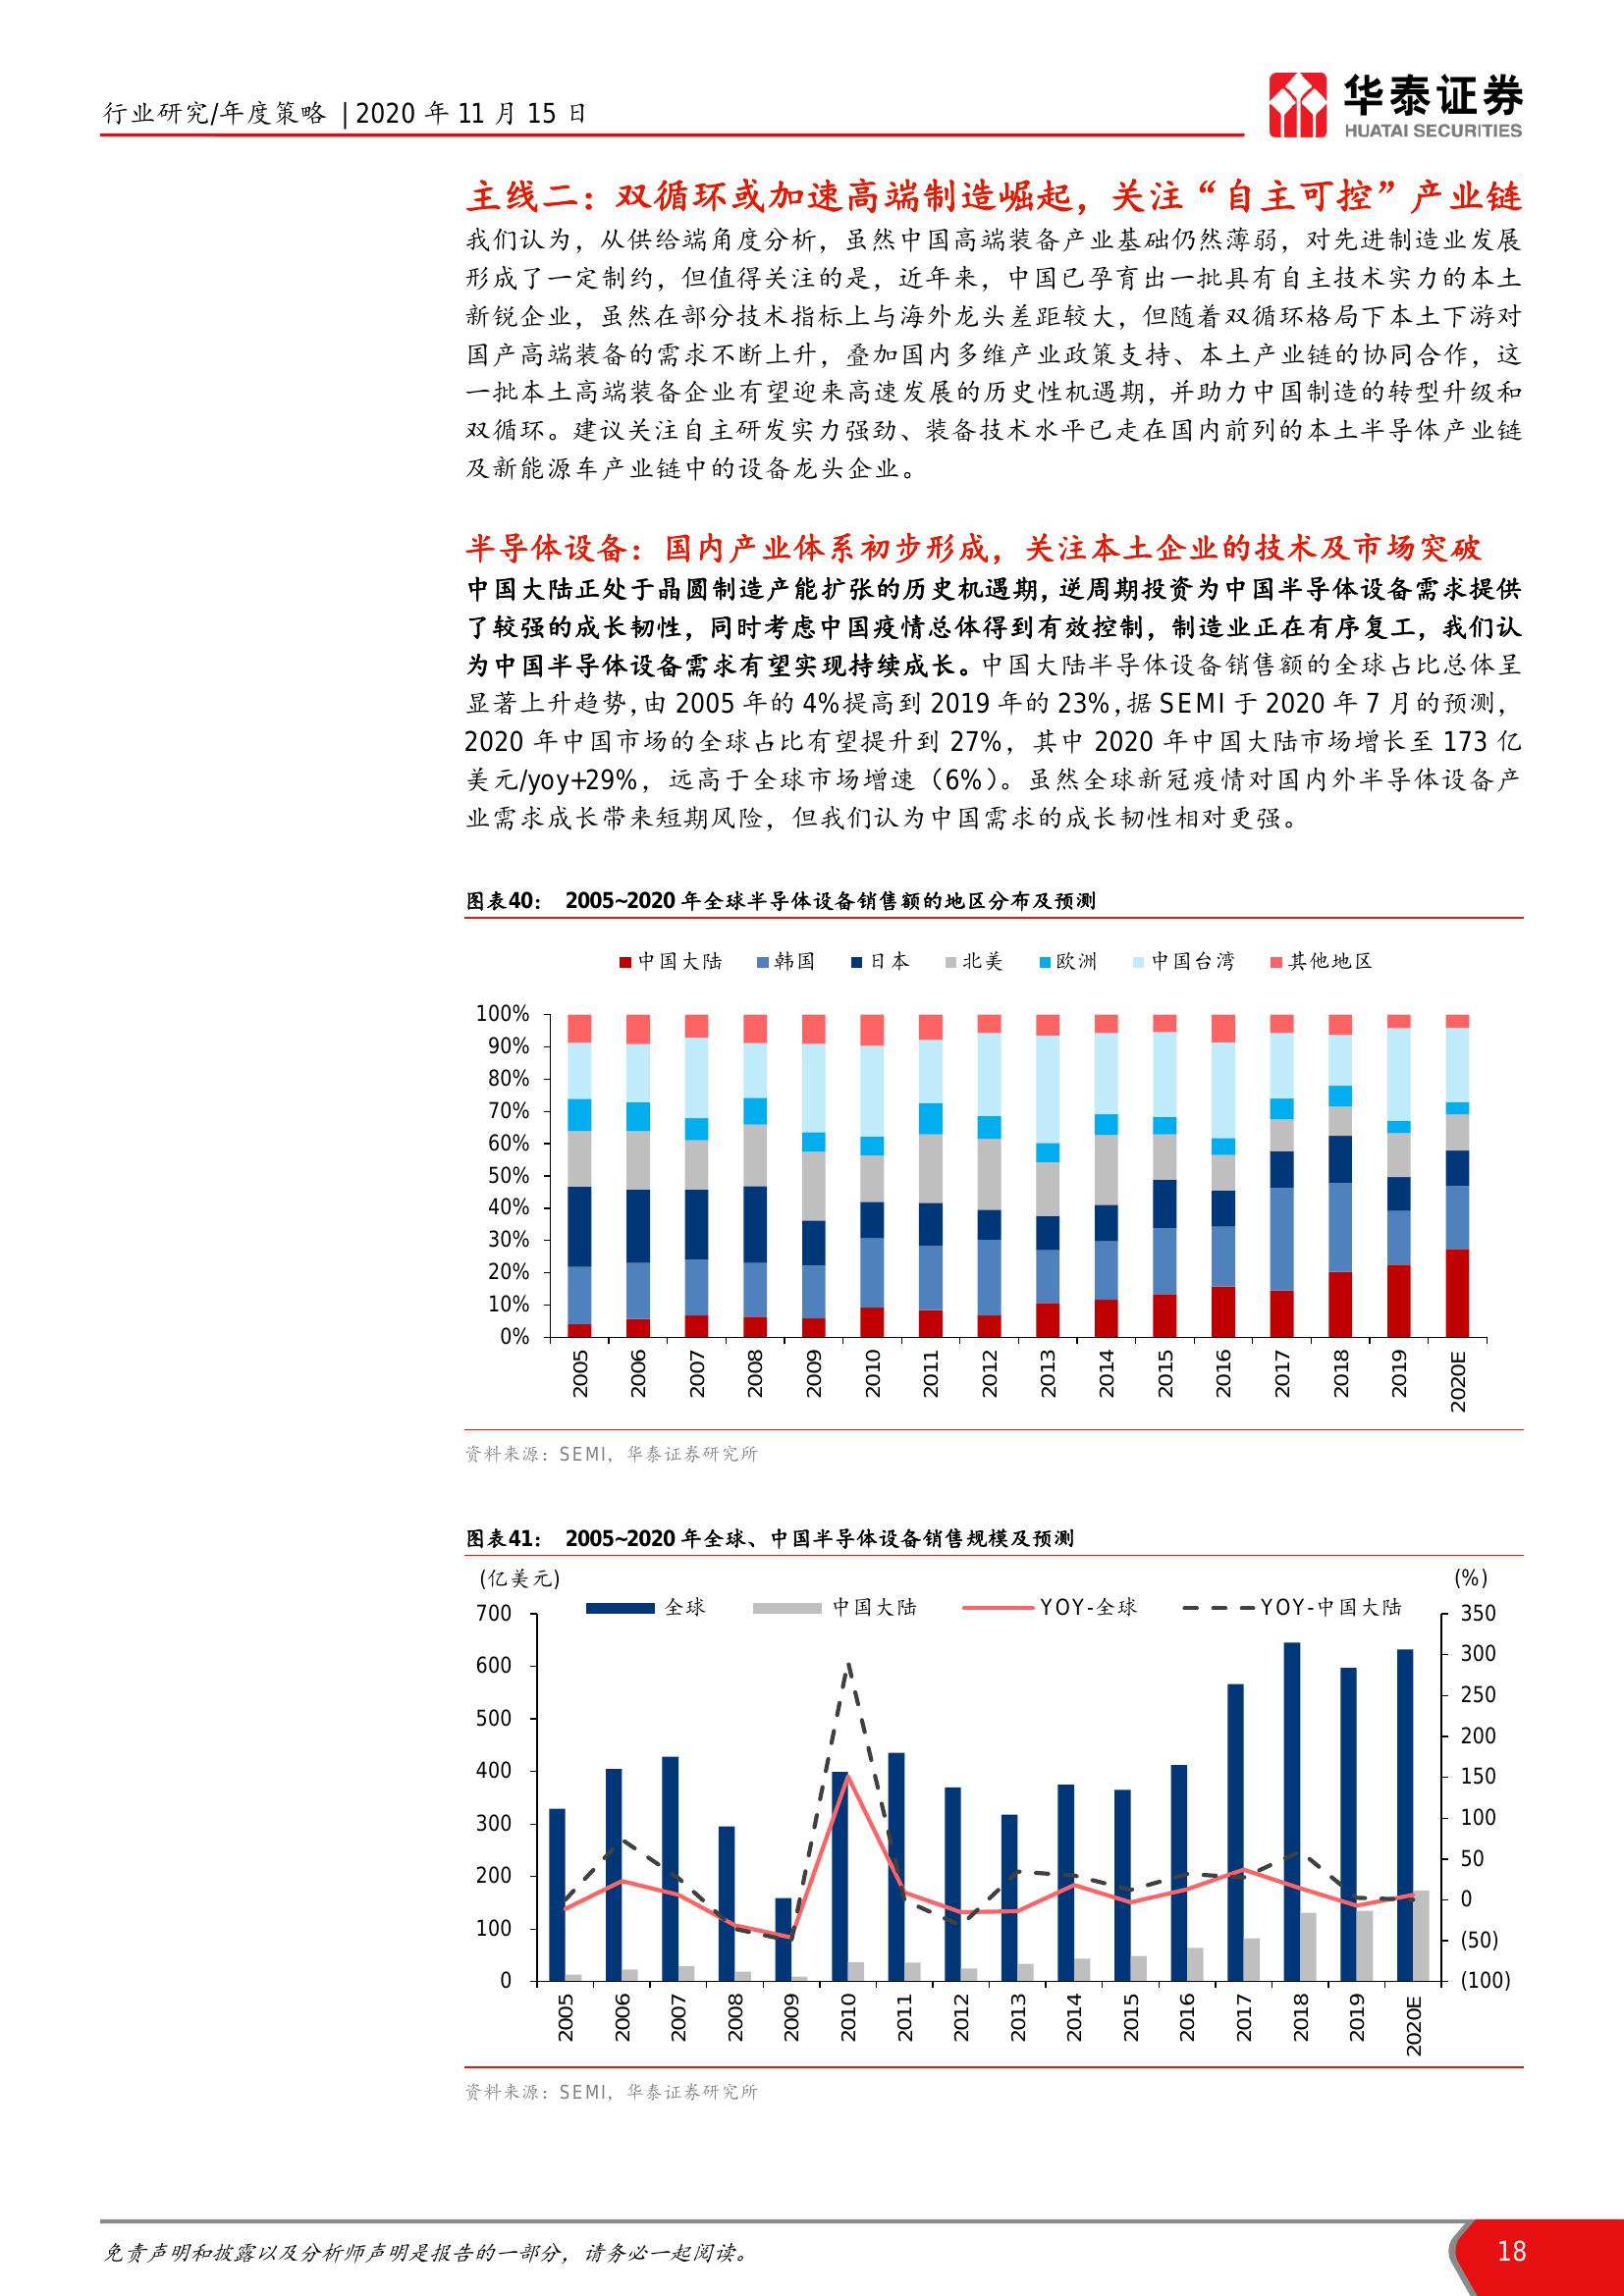 行业研究/年度策略 | 2020 年 11 月 15 日
华泰证券
HUATAI SECURITIES
主线二：双循环或加速高端制造崛起，关注“自主可控”产业链
我们认为，从供给端角度分析，虽然中国高端装备产业基础仍然薄弱，对先进制造业发展
形成了一定制约，但值得关注的是，近年来，中国已孕育出一批具有自主技术实力的本土
新锐企业，虽然在部分技术指标上与海外龙头差距较大，但随着双循环格局下本土下游对
国产高端装备的需求不断上升，叠加国内多维产业政策支持、本土产业链的协同合作，这
一批本土高端装备企业有望迎来高速发展的历史性机遇期，并助力中国制造的转型升级和
双循环。建议关注自主研发实力强劲、装备技术水平已走在国内前列的本土半导体产业链
及新能源车产业链中的设备龙头企业。
半导体设备：国内产业体系初步形成，关注本土企业的技术及市场突破
中国大陆正处于晶圆制造产能扩张的历史机遇期，逆周期投资为中国半导体设备需求提供
了较强的成长韧性，同时考虑中国疫情总体得到有效控制，制造业正在有序复工，我们认
为中国半导体设备需求有望实现持续成长。中国大陆半导体设备销售额的全球占比总体呈
显著上升趋势，由 2005 年的 4%提高到 2019 年的 23%，据 SEMI 于 2020 年 7 月的预测，
2020 年中国市场的全球占比有望提升到 27%，其中 2020 年中国大陆市场增长至 173 亿
美元/yoy+29%，远高于全球市场增速（6%）。虽然全球新冠疫情对国内外半导体设备产
业需求成长带来短期风险，但我们认为中国需求的成长韧性相对更强。
图表40： 2005~2020 年全球半导体设备销售额的地区分布及预测
中国大陆 韩国 日本 北美 欧洲 中国台湾 其他地区
100%
90%
80%
70%
60%
50%
40%
30%
20%
10%
0%
2005 2006 2007 2008 2009 2010 2011 2012 2013 2014 2015 2016 2017 2018 2019 2020E
资料来源：SEMI，华泰证券研究所
图表41： 2005~2020 年全球、中国半导体设备销售规模及预测
(亿美元) (%)
全球 中国大陆 YOY-全球 YOY-中国大陆
700 350
600 300
500 250
400 200
300 150
200 100
100 50
0 0
(50)
(100)
2005 2006 2007 2008 2009 2010 2011 2012 2013 2014 2015 2016 2017 2018 2019 2020E
资料来源：SEMI，华泰证券研究所
免责声明和披露以及分析师声明是报告的一部分，请务必一起阅读。 18